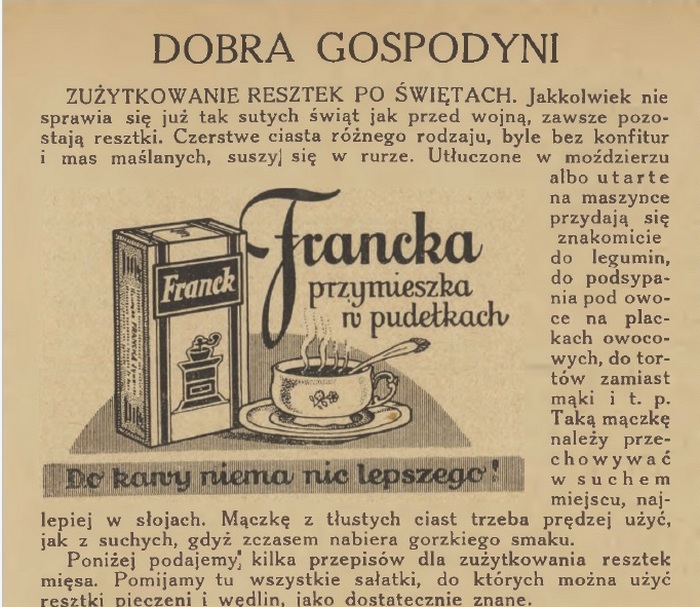 DOBRA GOSPODYNI
ZUŻYTKOWANIE RESZTEK PO ŚWIĘTACH. Jakkolwiek nie
sprawia się już tak sutych świąt jak przed wojną, zawsze pozo-
stają resztki. Czerstwe ciasta różnego rodzaju, byle bez konfitur
i mas maślanych, suszyj się w rurze. Utłuczone w moździerzu
albo utarte
na maszynce
przydają się
znakomicie
do legumin,
do podsypa-
nia pod owo-
ce na plac-
kach owoco-
wych, do tor-
tów zamiast
mąki i t. p.
Taką mączkę
należy prze-
chowywać
w suchem
miejscu, naj-
lepiej w słojach. Mączkę z tłustych ciast trzeba prędzej użyć,
jak z suchych, gdyż zczasem nabiera gorzkiego smaku.
Poniżej podajemy kilka przepisów dla zużytkowania resztek
mięsa. Pomijamy tu wszystkie sałatki, do których można użyć
resztki pieczeni i wędlin, jako dostatecznie znane.
Francka
przymieszka
w pudełkach
Franck
Do kawy niema nic lepszego!